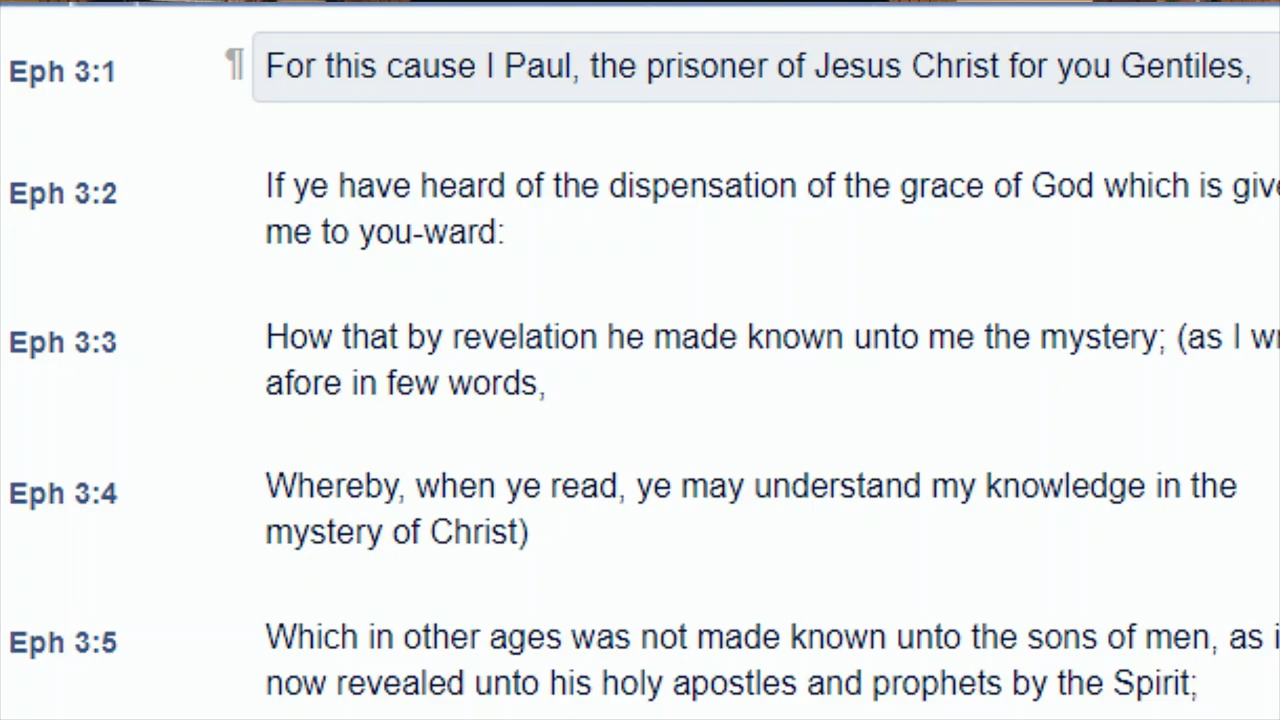 Eph 3:1 ¶ For this cause I Paul, the prisoner of Jesus Christ for you Gentiles,
Eph 3:2 If ye have heard of the dispensation of the grace of God which is
me to you-ward:
Eph 3:3 How that by revelation he made known unto me the mystery; (as I
afore in few words,
Eph 3:4 Whereby, when ye read, ye may understand my knowledge in the
mystery of Christ)
Eph 3:5 Which in other ages was not made known unto the sons of men, as
now revealed unto his holy apostles and prophets by the Spirit;